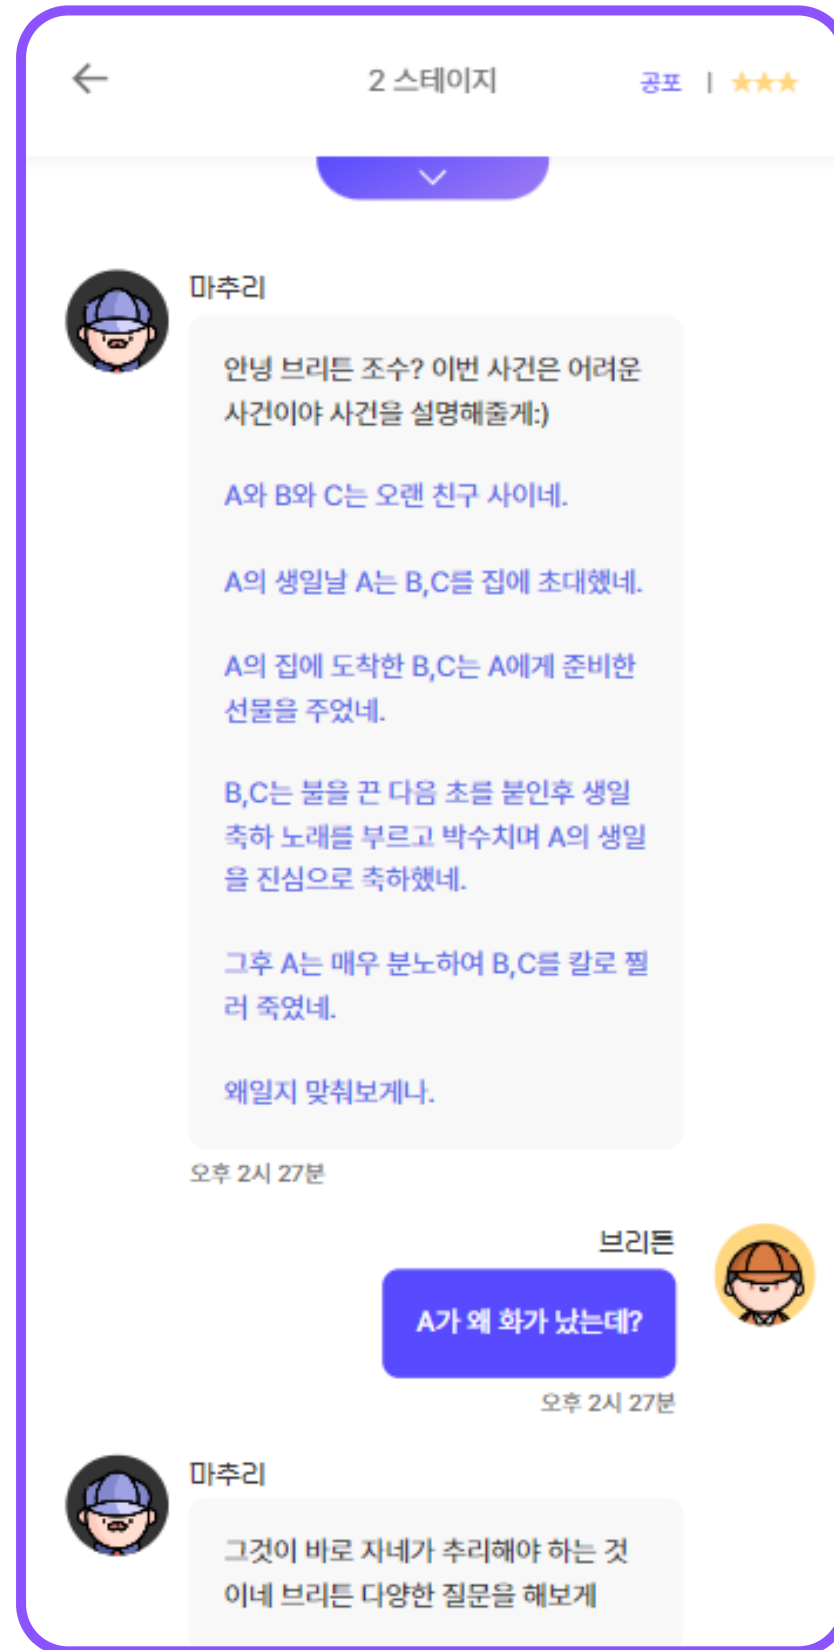 2 스테이지
공포 | ★★★
마추리
안녕 브리튼 조수? 이번 사건은 어려운
사건이야 사건을 설명해줄게:)
A와 B와 C는 오랜 친구 사이네.
A의 생일날 A는 B,C를 집에 초대했네.
A의 집에 도착한 B,C는 A에게 준비한
선물을 주었네.
B,C는 불을 끈 다음 초를 붙인후 생일
축하 노래를 부르고 박수치며 A의 생일
을 진심으로 축하했네.
그후 A는 매우 분노하여 B,C를 칼로 찔
러 죽였네.
왜일지 맞춰보게나.
오후 2시 27분
브리튼
A가 왜 화가 났는데?
오후 2시 27분
마추리
그것이 바로 자네가 추리해야 하는 것
이네 브리튼 다양한 질문을 해보게